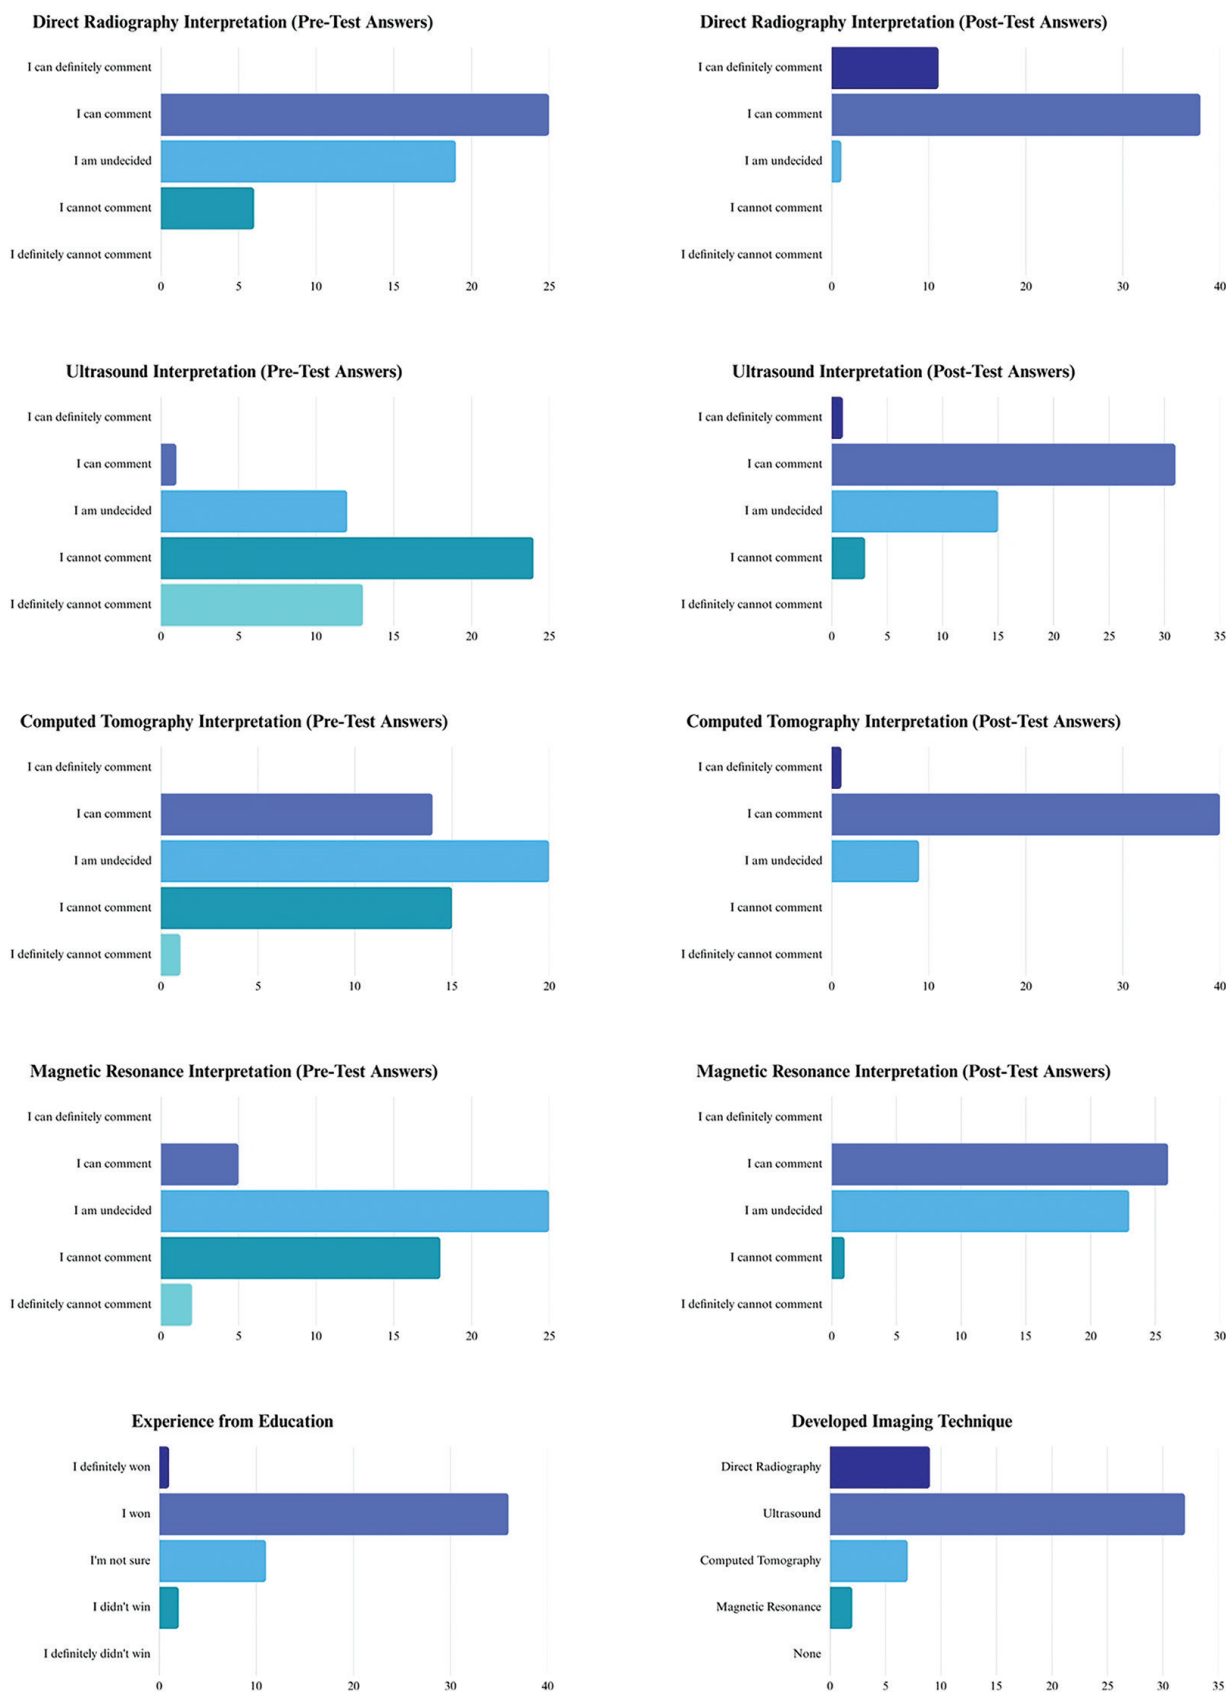 Direct Radiography Interpretation (Pre-Test Answers)
I can definitely comment
I can comment
I am undecided
I cannot comment
I definitely cannot comment
0 5 10 15 20 25
Direct Radiography Interpretation (Post-Test Answers)
I can definitely comment
I can comment
I am undecided
I cannot comment
I definitely cannot comment
0 10 20 30 40
Ultrasound Interpretation (Pre-Test Answers)
I can definitely comment
I can comment
I am undecided
I cannot comment
I definitely cannot comment
0 5 10 15 20 25
Ultrasound Interpretation (Post-Test Answers)
I can definitely comment
I can comment
I am undecided
I cannot comment
I definitely cannot comment
0 5 10 15 20 25 30 35
Computed Tomography Interpretation (Pre-Test Answers)
I can definitely comment
I can comment
I am undecided
I cannot comment
I definitely cannot comment
0 5 10 15 20
Computed Tomography Interpretation (Post-Test Answers)
I can definitely comment
I can comment
I am undecided
I cannot comment
I definitely cannot comment
0 10 20 30 40
Magnetic Resonance Interpretation (Pre-Test Answers)
I can definitely comment
I can comment
I am undecided
I cannot comment
I definitely cannot comment
0 5 10 15 20 25
Magnetic Resonance Interpretation (Post-Test Answers)
I can definitely comment
I can comment
I am undecided
I cannot comment
I definitely cannot comment
0 5 10 15 20 25 30
Experience from Education
I definitely won
I won
I'm not sure
I didn't win
I definitely didn't win
0 10 20 30 40
Developed Imaging Technique
Direct Radiography
Ultrasound
Computed Tomography
Magnetic Resonance
None
0 5 10 15 20 25 30 35